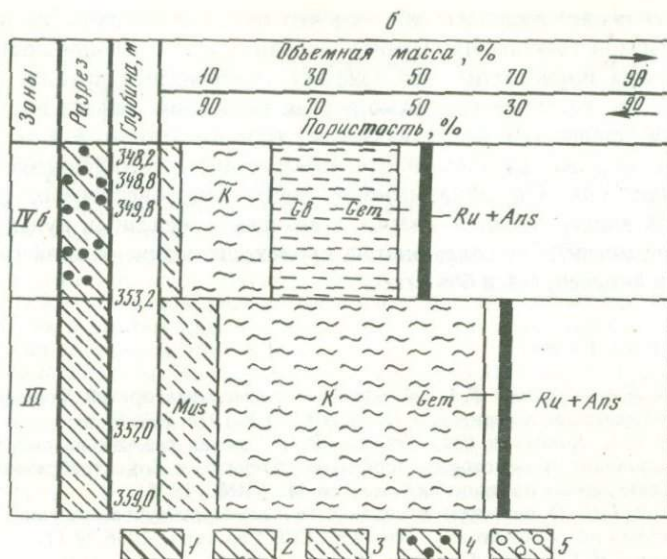 б
Зоны
Разрез
Глубина, м
Объемная масса, %
10 30 50 70 90
90 70 50 30 90
Пористость, %
IV б
348,2
348,8
349,8
K
Gв Gem
Ru + Ans
353,2
III
Mus
K
Gem
Ru + Ans
357,0
359,0
1 2 3 4 5